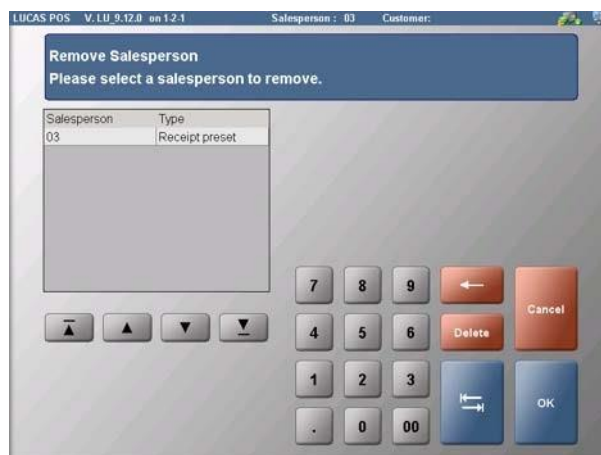 LUCAS POS V. LU_9.12.0 on 1-2-1 Salesperson : 03 Customer:
Remove Salesperson
Please select a salesperson to remove.
Salesperson Type
03 Receipt preset
7 8 9
Cancel
4 5 6 Delete
1 2 3
OK
. 0 00